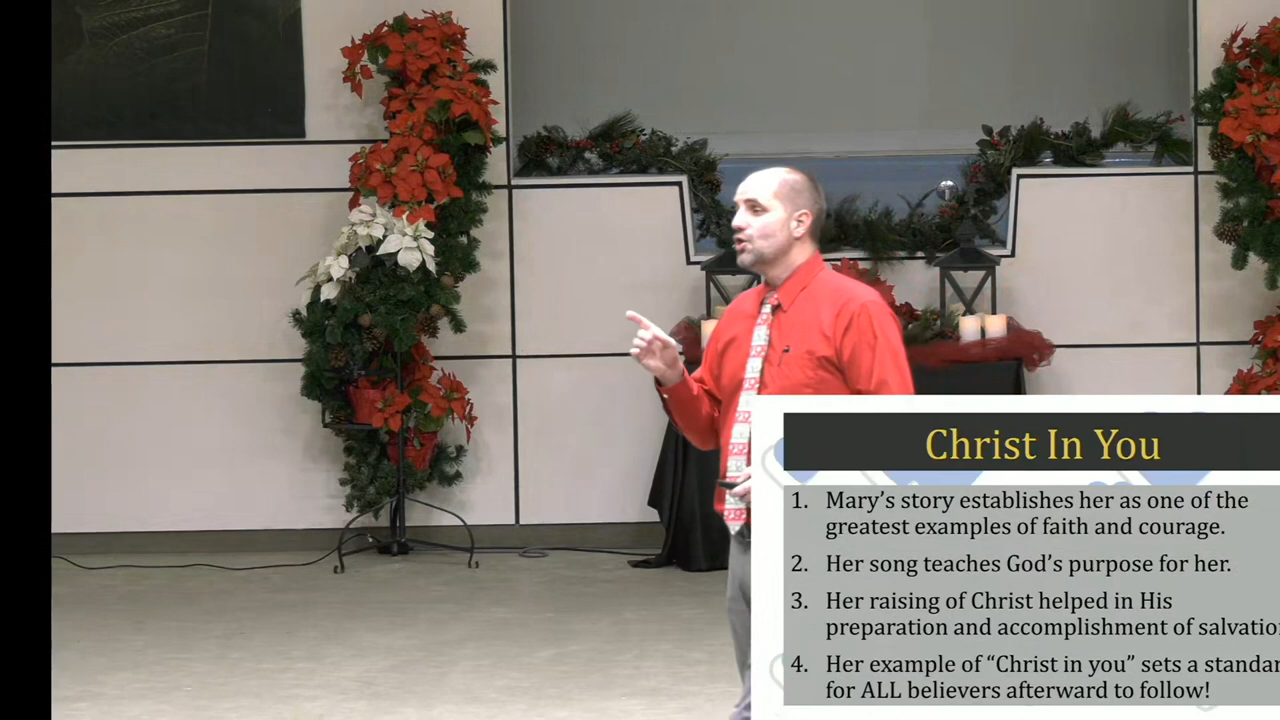 Christ In You
1. Mary's story establishes her as one of the
greatest examples of faith and courage.
2. Her song teaches God's purpose for her.
3. Her raising of Christ helped in His
preparation and accomplishment of salvatio
4. Her example of “Christ in you” sets a standar
for ALL believers afterward to follow!